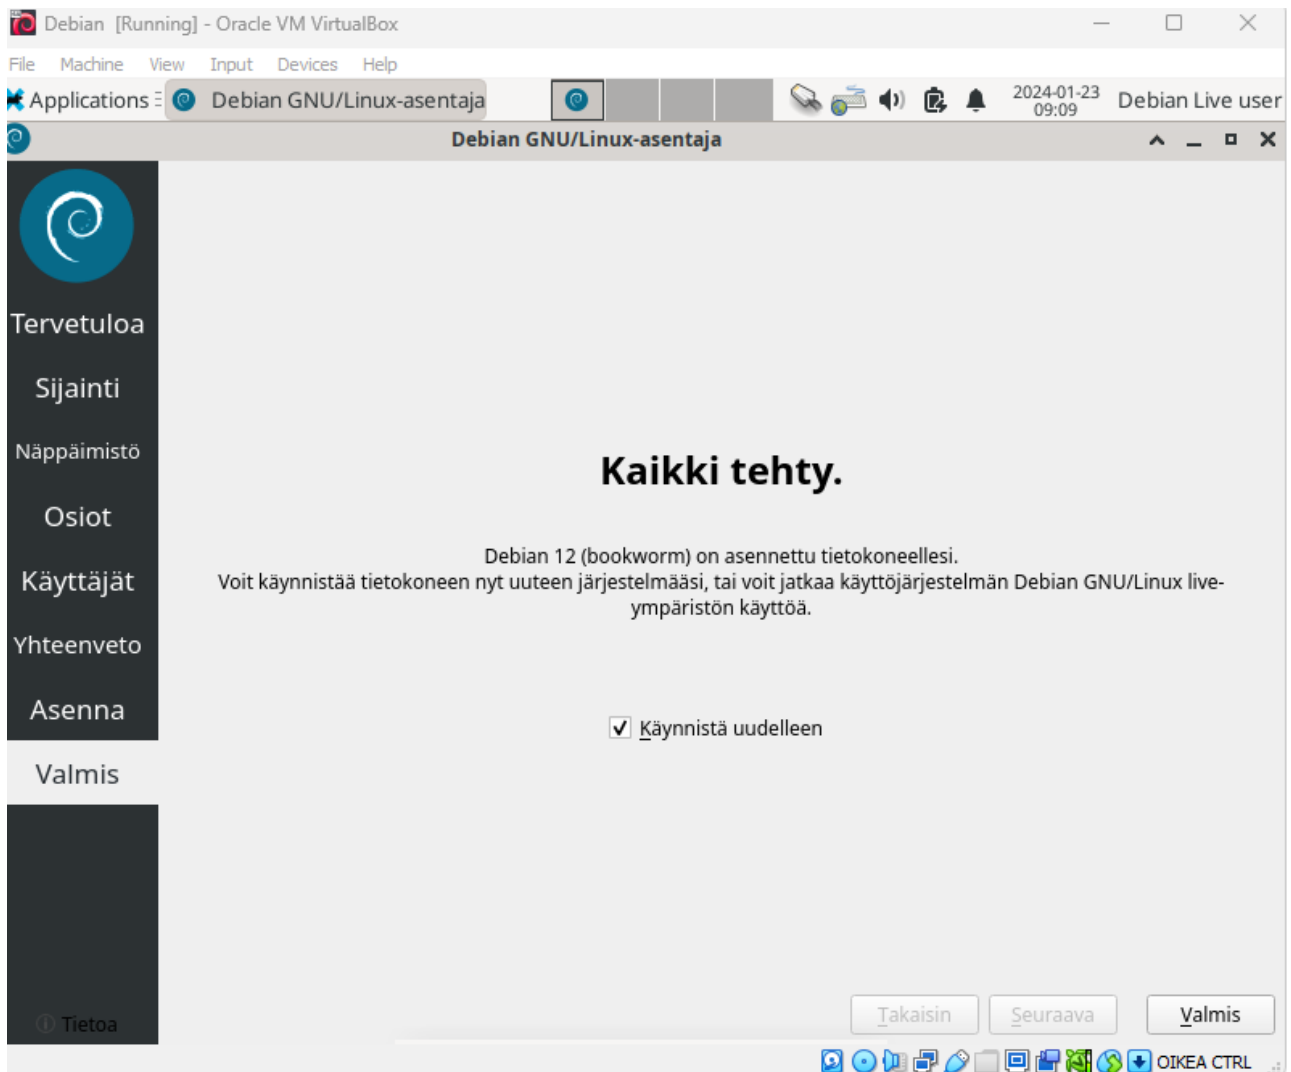 Debian [Running] - Oracle VM VirtualBox
File Machine View Input Devices Help
Applications Debian GNU/Linux-asentaja 2024-01-23 09:09 Debian Live user
Debian GNU/Linux-asentaja
Tervetuloa
Sijainti
Näppäimistö
Osiot
Käyttäjät
Yhteenveto
Asenna
Valmis
Tietoa
Kaikki tehty.
Debian 12 (bookworm) on asennettu tietokoneellesi.
Voit käynnistää tietokoneen nyt uuteen järjestelmääsi, tai voit jatkaa käyttöjärjestelmän Debian GNU/Linux live-
ympäristön käyttöä.
Käynnistä uudelleen
Takaisin Seuraava Valmis
OIKEA CTRL